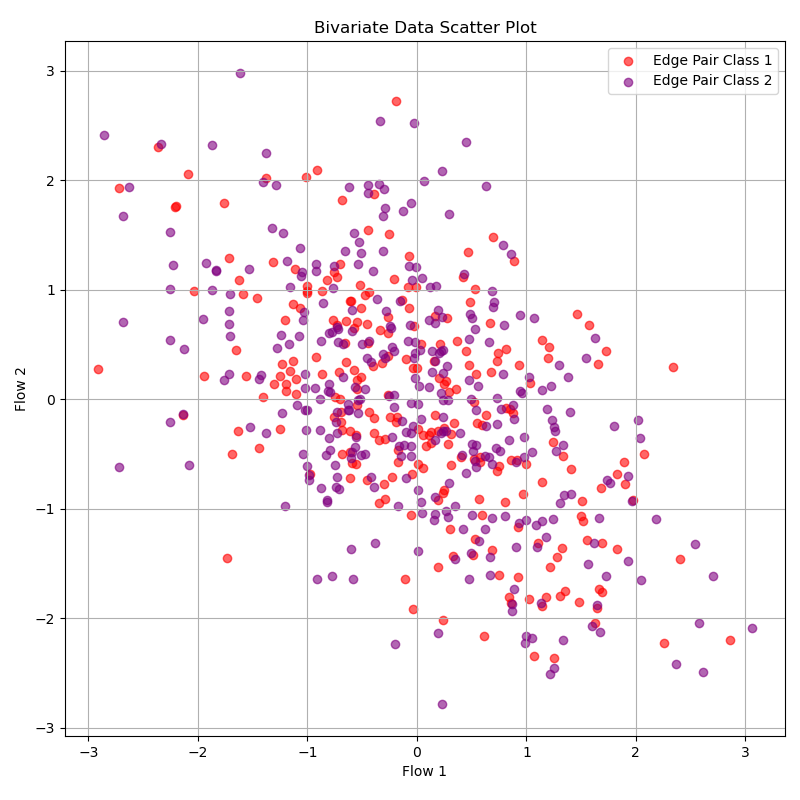 Bivariate Data Scatter Plot
Edge Pair Class 1
Edge Pair Class 2
3
2
1
0
−1
−2
−3
Flow 2
−3 −2 −1 0 1 2 3
Flow 1